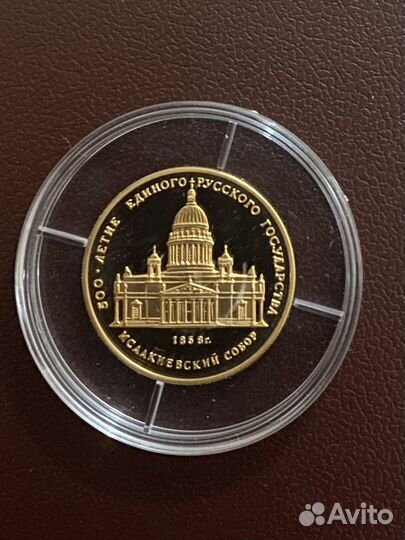 500-ЛЕТИЕ ЕДИНОГО РУССКОГО ГОСУДАРСТВА
1858г.
ИСААКИЕВСКИЙ СОБОР
Avito